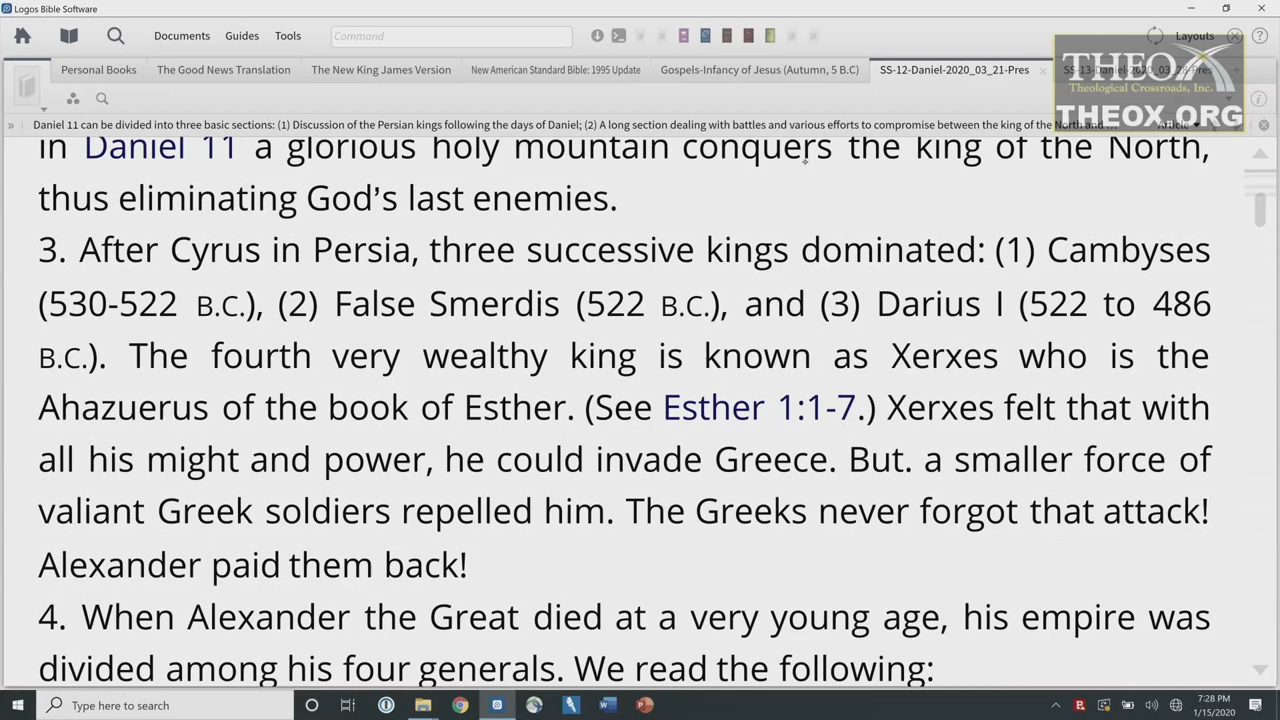 Logos Bible Software
Documents Guides Tools Command Layouts
Personal Books The Good News Translation The New King James Version New American Standard Bible: 1995 Update Gospels-Infancy of Jesus (Autumn, 5 B.C.) SS-12-Daniel-2020_03_21-Pres SS-13-Daniel-2020_03_28-Pres
THEOX
Theological Crossroads, Inc.
THEOX.ORG
Daniel 11 can be divided into three basic sections: (1) Discussion of the Persian kings following the days of Daniel; (2) A long section dealing with battles and various efforts to compromise between the king of the North and ... Article
in Daniel 11 a glorious holy mountain conquers the king of the North,
thus eliminating God’s last enemies.
3. After Cyrus in Persia, three successive kings dominated: (1) Cambyses
(530-522 B.C.), (2) False Smerdis (522 B.C.), and (3) Darius I (522 to 486
B.C.). The fourth very wealthy king is known as Xerxes who is the
Ahazuerus of the book of Esther. (See Esther 1:1-7.) Xerxes felt that with
all his might and power, he could invade Greece. But. a smaller force of
valiant Greek soldiers repelled him. The Greeks never forgot that attack!
Alexander paid them back!
4. When Alexander the Great died at a very young age, his empire was
divided among his four generals. We read the following:
Type here to search
7:28 PM
1/15/2020